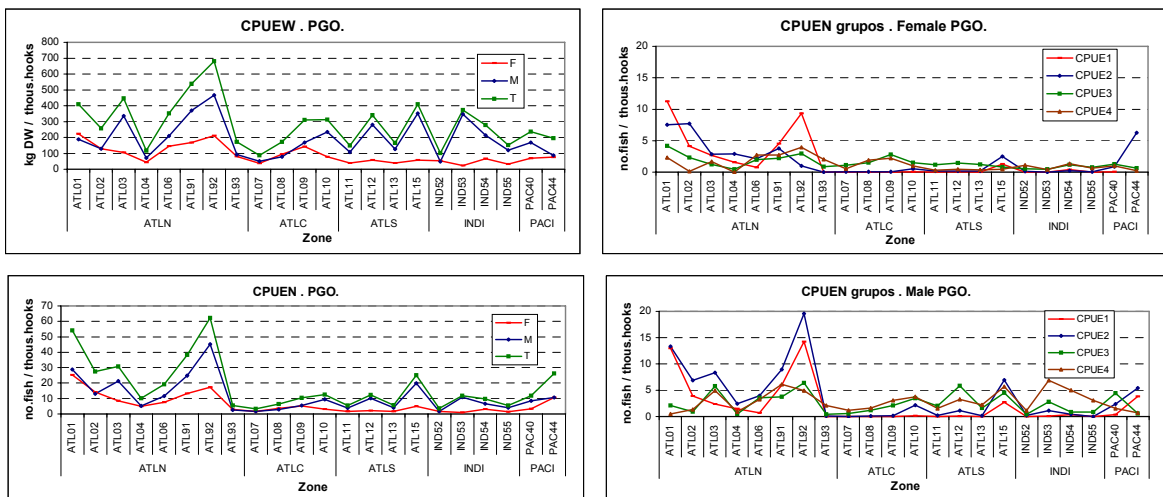 CPUEW . PGO.
kg DW / thous.hooks
800
700
600
500
400
300
200
100
0
F
M
T
ATL01 ATL02 ATL03 ATL04 ATL06 ATL91 ATL92 ATL93 ATL07 ATL08 ATL09 ATL10 ATL11 ATL12 ATL13 ATL15 IND52 IND53 IND54 IND55 PAC40 PAC44
ATLN ATLC ATLS INDI PACI
Zone
CPUEN grupos . Female PGO.
no.fish / thous.hooks
20
15
10
5
0
CPUE1
CPUE2
CPUE3
CPUE4
ATL01 ATL02 ATL03 ATL04 ATL06 ATL91 ATL92 ATL93 ATL07 ATL08 ATL09 ATL10 ATL11 ATL12 ATL13 ATL15 IND52 IND53 IND54 IND55 PAC40 PAC44
ATLN ATLC ATLS INDI PACI
Zone
CPUEN . PGO.
no.fish / thous.hooks
70
60
50
40
30
20
10
0
F
M
T
ATL01 ATL02 ATL03 ATL04 ATL06 ATL91 ATL92 ATL93 ATL07 ATL08 ATL09 ATL10 ATL11 ATL12 ATL13 ATL15 IND52 IND53 IND54 IND55 PAC40 PAC44
ATLN ATLC ATLS INDI PACI
Zone
CPUEN grupos . Male PGO.
no.fish / thous.hooks
20
15
10
5
0
CPUE1
CPUE2
CPUE3
CPUE4
ATL01 ATL02 ATL03 ATL04 ATL06 ATL91 ATL92 ATL93 ATL07 ATL08 ATL09 ATL10 ATL11 ATL12 ATL13 ATL15 IND52 IND53 IND54 IND55 PAC40 PAC44
ATLN ATLC ATLS INDI PACI
Zone